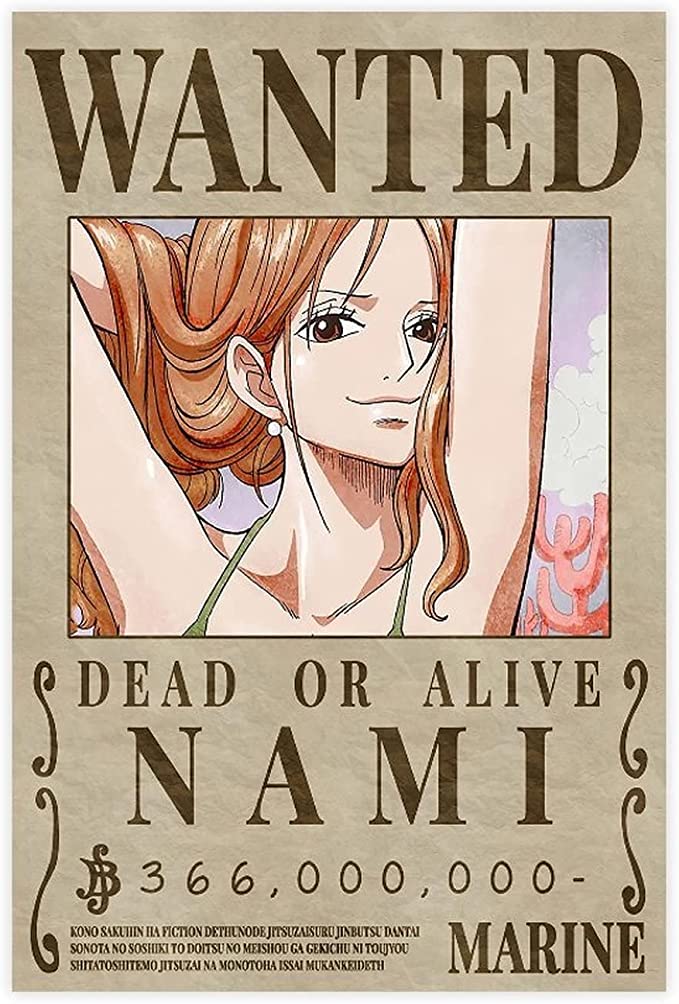 WANTED
DEAD OR ALIVE
NAMI
฿366,000,000-
KONO SAKUHIN HA FICTION DETHUNODE JITSUZAISURU JINBUTSU DANTAI
SONOTA NO SOSHIKI TO DOITSU NO MEISHOU GA GEKICHU NI TOUJYOU
SHITATOSHITEMO JITSUZAI NA MONOTOHA ISSAI MUKANKEIDETH
MARINE